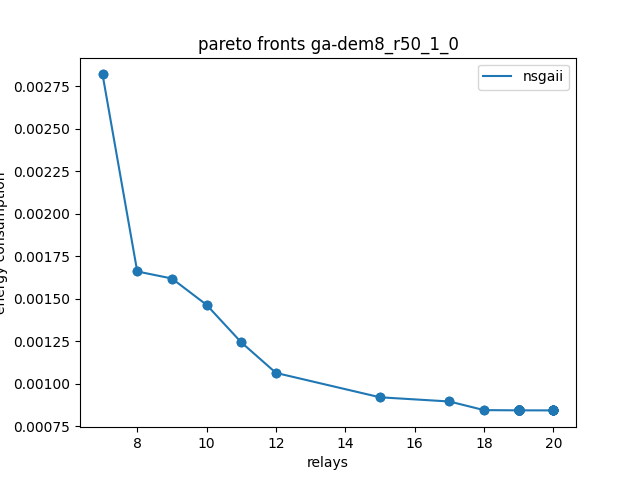 pareto fronts ga-dem8_r50_1_0
nsgaii
0.00275
0.00250
0.00225
0.00200
0.00175
0.00150
0.00125
0.00100
0.00075
energy consumption
8 10 12 14 16 18 20
relays